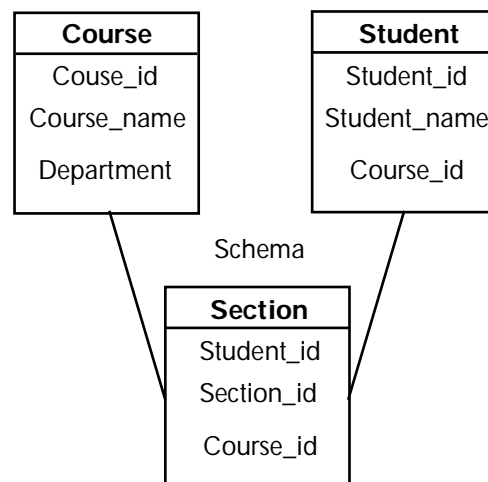 Course
Couse_id
Course_name
Department
Student
Student_id
Student_name
Course_id
Schema
Section
Student_id
Section_id
Course_id